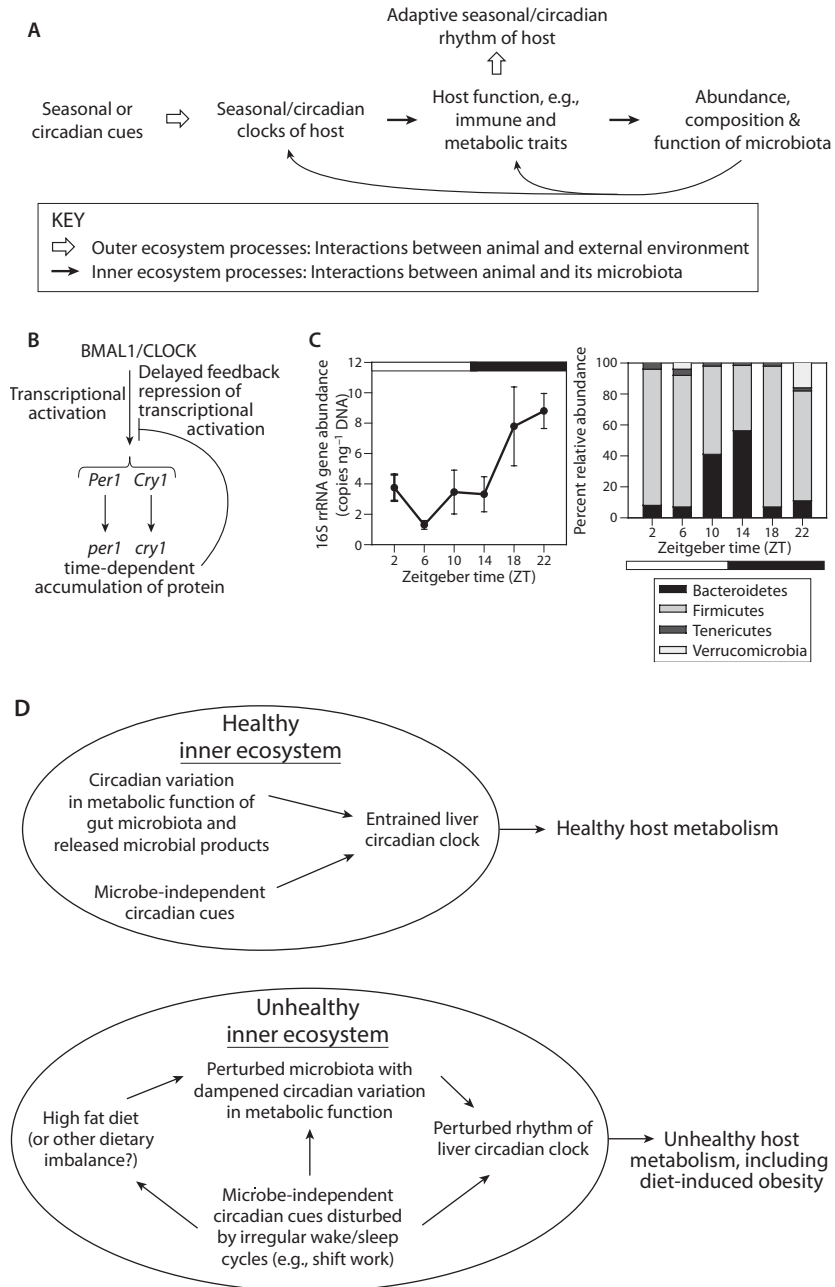 A
Adaptive seasonal/circadian
rhythm of host
Seasonal or
circadian cues
Seasonal/circadian
clocks of host
Host function, e.g.,
immune and
metabolic traits
Abundance,
composition &
function of microbiota
KEY
Outer ecosystem processes: Interactions between animal and external environment
Inner ecosystem processes: Interactions between animal and its microbiota
B
BMAL1/CLOCK
Transcriptional
activation
Delayed feedback
repression of
transcriptional
activation
Per1 Cry1
per1 cry1
time-dependent
accumulation of protein
C
16S rrRNA gene abundance
(copies ng⁻¹ DNA)
12
10
8
6
4
2
0
2 6 10 14 18 22
Zeitgeber time (ZT)
Percent relative abundance
100
80
60
40
20
0
2 6 10 14 18 22
Zeitgeber time (ZT)
Bacteroidetes
Firmicutes
Tenericutes
Verrucomicrobia
D
Healthy
inner ecosystem
Circadian variation
in metabolic function of
gut microbiota and
released microbial products
Microbe-independent
circadian cues
Entrained liver
circadian clock
Healthy host metabolism
Unhealthy
inner ecosystem
Perturbed microbiota with
dampened circadian variation
in metabolic function
High fat diet
(or other dietary
imbalance?)
Microbe-independent
circadian cues disturbed
by irregular wake/sleep
cycles (e.g., shift work)
Perturbed rhythm of
liver circadian clock
Unhealthy host
metabolism, including
diet-induced obesity